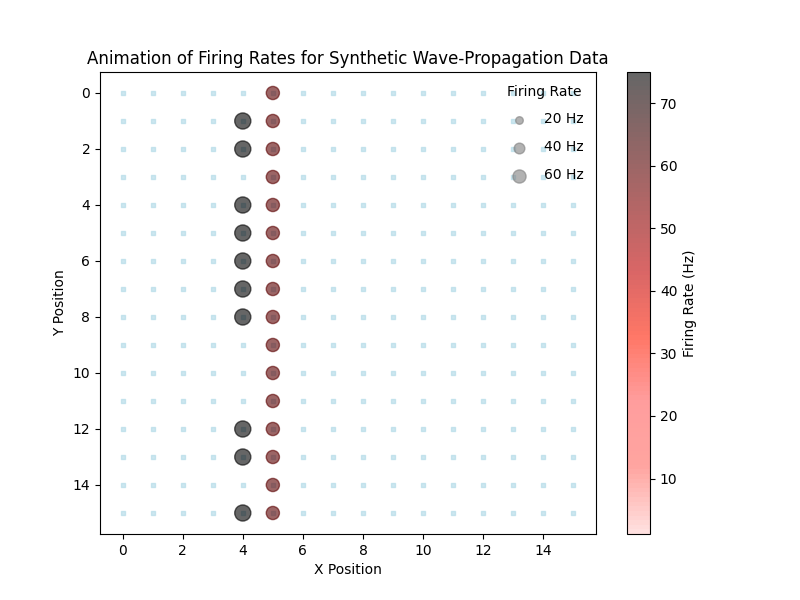 Animation of Firing Rates for Synthetic Wave-Propagation Data
Firing Rate
20 Hz
40 Hz
60 Hz
0
2
4
6
8
10
12
14
Y Position
0 2 4 6 8 10 12 14
X Position
70
60
50
40
30
20
10
Firing Rate (Hz)